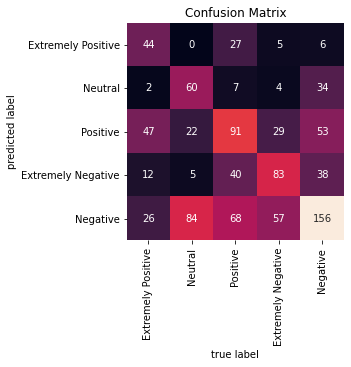 Confusion Matrix
predicted label
Extremely Positive 44 0 27 5 6
Neutral 2 60 7 4 34
Positive 47 22 91 29 53
Extremely Negative 12 5 40 83 38
Negative 26 84 68 57 156
Extremely Positive
Neutral
Positive
Extremely Negative
Negative
true label